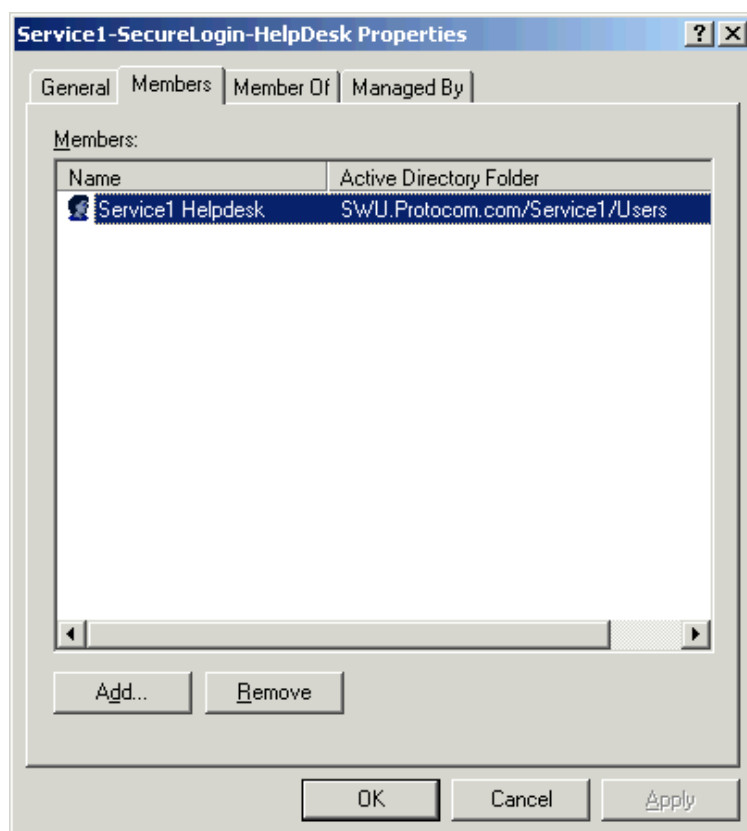 Service1-SecureLogin-HelpDesk Properties
General Members Member Of Managed By
Members:
Name Active Directory Folder
Service1 Helpdesk SWU.Protocom.com/Service1/Users
Add... Remove
OK Cancel Apply